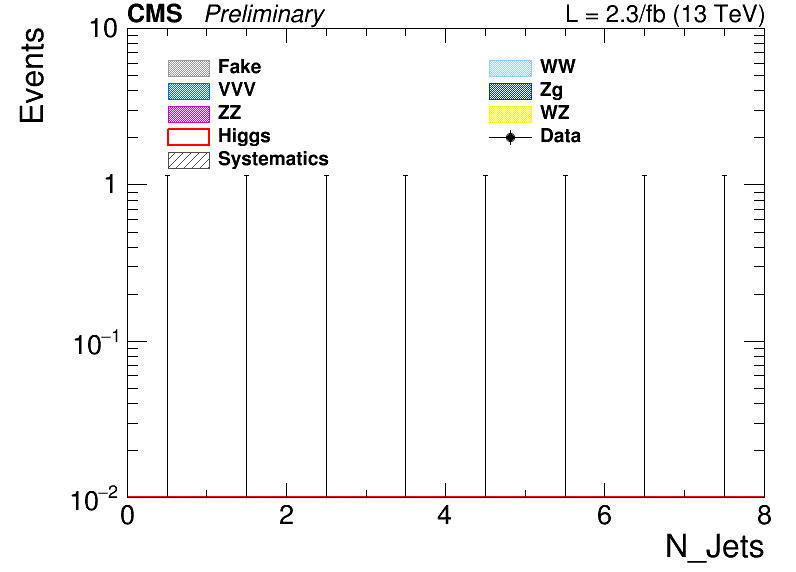 CMS Preliminary L = 2.3/fb (13 TeV)
Events
10
1
10⁻¹
10⁻²
Fake
VVV
ZZ
Higgs
Systematics
WW
Zg
WZ
Data
0 2 4 6 8
N_Jets